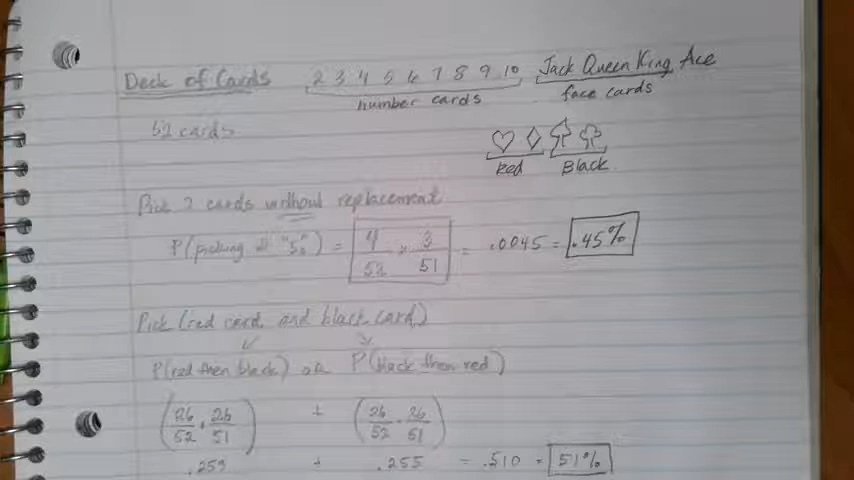 Deck of Cards 2 3 4 5 6 7 8 9 10 Jack Queen King Ace
number cards face cards
52 cards
Red Black
Pick 2 cards without replacement
P(picking 2 "5s") = 4/52 · 3/51 = .0045 = .45%
Pick (red card and black card)
P(red then black) or P(black then red)
(26/52 · 26/51) + (26/52 · 26/51)
.255 + .255 = .510 = 51%